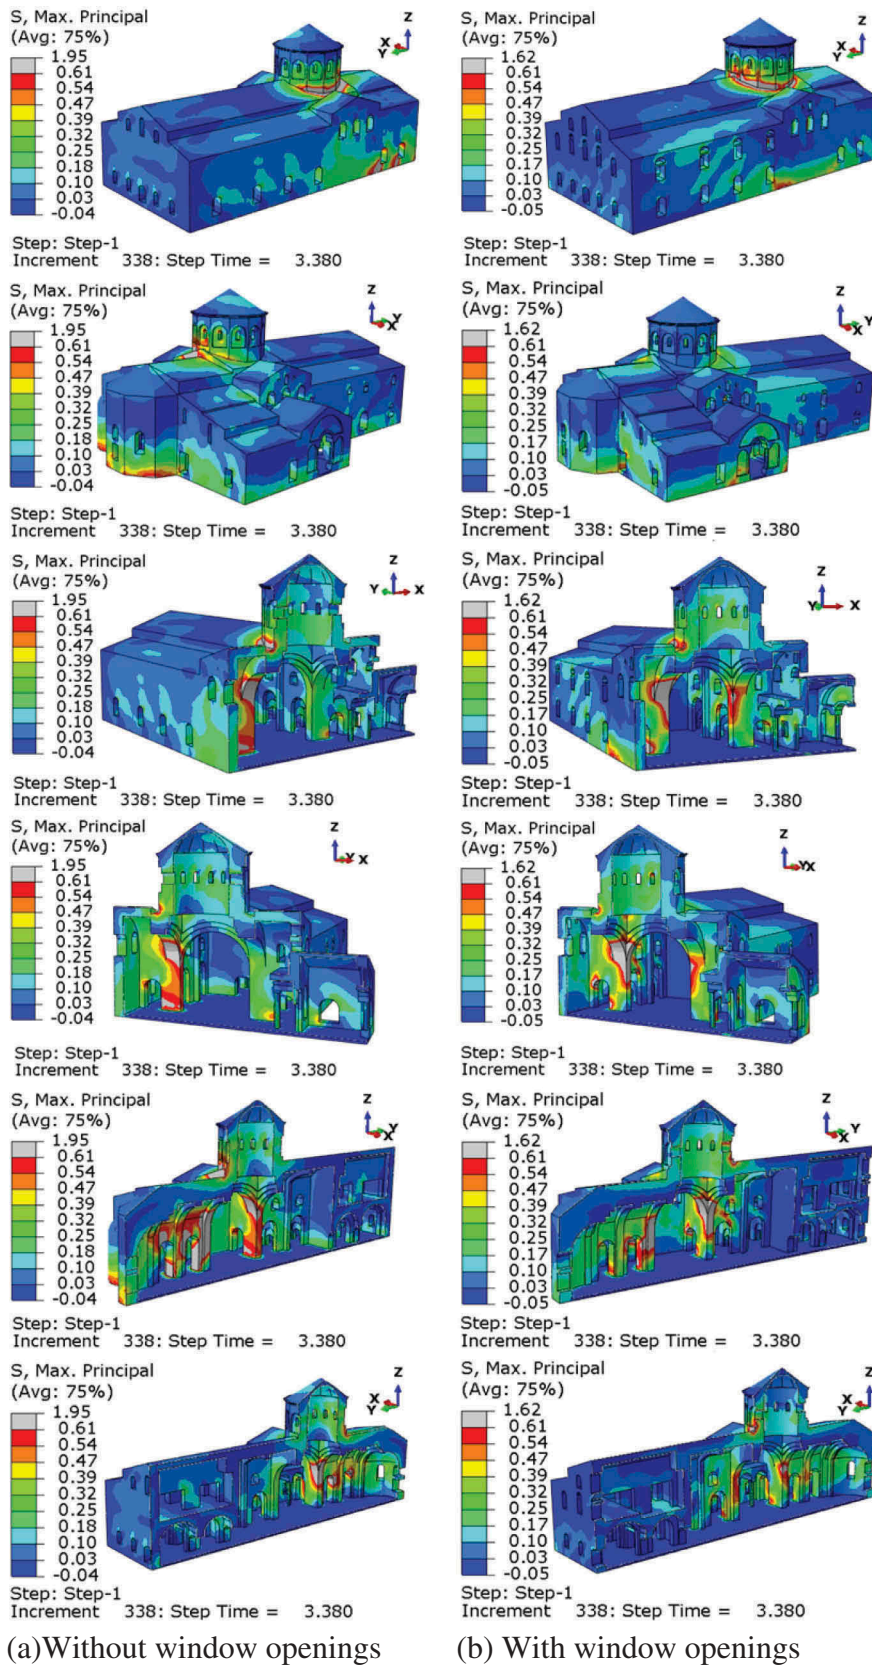 S, Max. Principal
(Avg: 75%)
1.95
0.61
0.54
0.47
0.39
0.32
0.25
0.18
0.10
0.03
-0.04
Z
X
Y
Step: Step-1
Increment 338: Step Time = 3.380
S, Max. Principal
(Avg: 75%)
1.62
0.61
0.54
0.47
0.39
0.32
0.25
0.17
0.10
0.03
-0.05
Z
X
Y
Step: Step-1
Increment 338: Step Time = 3.380
S, Max. Principal
(Avg: 75%)
1.95
0.61
0.54
0.47
0.39
0.32
0.25
0.18
0.10
0.03
-0.04
Z
Y
X
Step: Step-1
Increment 338: Step Time = 3.380
S, Max. Principal
(Avg: 75%)
1.62
0.61
0.54
0.47
0.39
0.32
0.25
0.17
0.10
0.03
-0.05
Z
Y
X
Step: Step-1
Increment 338: Step Time = 3.380
S, Max. Principal
(Avg: 75%)
1.95
0.61
0.54
0.47
0.39
0.32
0.25
0.18
0.10
0.03
-0.04
Z
Y X
Step: Step-1
Increment 338: Step Time = 3.380
S, Max. Principal
(Avg: 75%)
1.62
0.61
0.54
0.47
0.39
0.32
0.25
0.17
0.10
0.03
-0.05
Z
Y X
Step: Step-1
Increment 338: Step Time = 3.380
S, Max. Principal
(Avg: 75%)
1.95
0.61
0.54
0.47
0.39
0.32
0.25
0.18
0.10
0.03
-0.04
Z
Y X
Step: Step-1
Increment 338: Step Time = 3.380
S, Max. Principal
(Avg: 75%)
1.62
0.61
0.54
0.47
0.39
0.32
0.25
0.17
0.10
0.03
-0.05
Z
Y X
Step: Step-1
Increment 338: Step Time = 3.380
S, Max. Principal
(Avg: 75%)
1.95
0.61
0.54
0.47
0.39
0.32
0.25
0.18
0.10
0.03
-0.04
Z
Y
X
Step: Step-1
Increment 338: Step Time = 3.380
S, Max. Principal
(Avg: 75%)
1.62
0.61
0.54
0.47
0.39
0.32
0.25
0.17
0.10
0.03
-0.05
Z
Y
X
Step: Step-1
Increment 338: Step Time = 3.380
S, Max. Principal
(Avg: 75%)
1.95
0.61
0.54
0.47
0.39
0.32
0.25
0.18
0.10
0.03
-0.04
Z
X
Y
Step: Step-1
Increment 338: Step Time = 3.380
S, Max. Principal
(Avg: 75%)
1.62
0.61
0.54
0.47
0.39
0.32
0.25
0.17
0.10
0.03
-0.05
Z
X
Y
Step: Step-1
Increment 338: Step Time = 3.380
(a)Without window openings
(b) With window openings